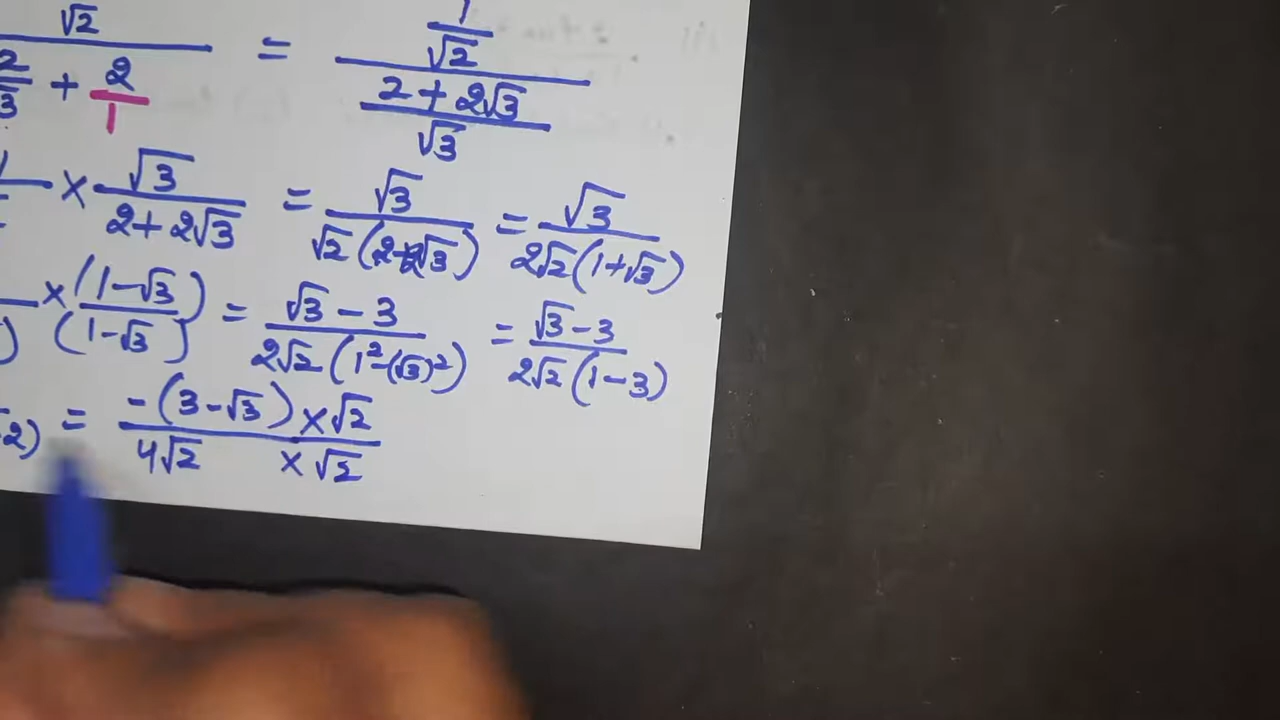 √2 / (2/√3 + 2/1) = (1/√2) / ((2+2√3)/√3)
× √3/(2+2√3) = √3/(√2(2+2√3)) = √3/(2√2(1+√3))
× (1-√3)/(1-√3) = (√3-3)/(2√2(1²-(√3)²)) = (√3-3)/(2√2(1-3))
-2) = (-(3-√3)×√2)/(4√2 ×√2)